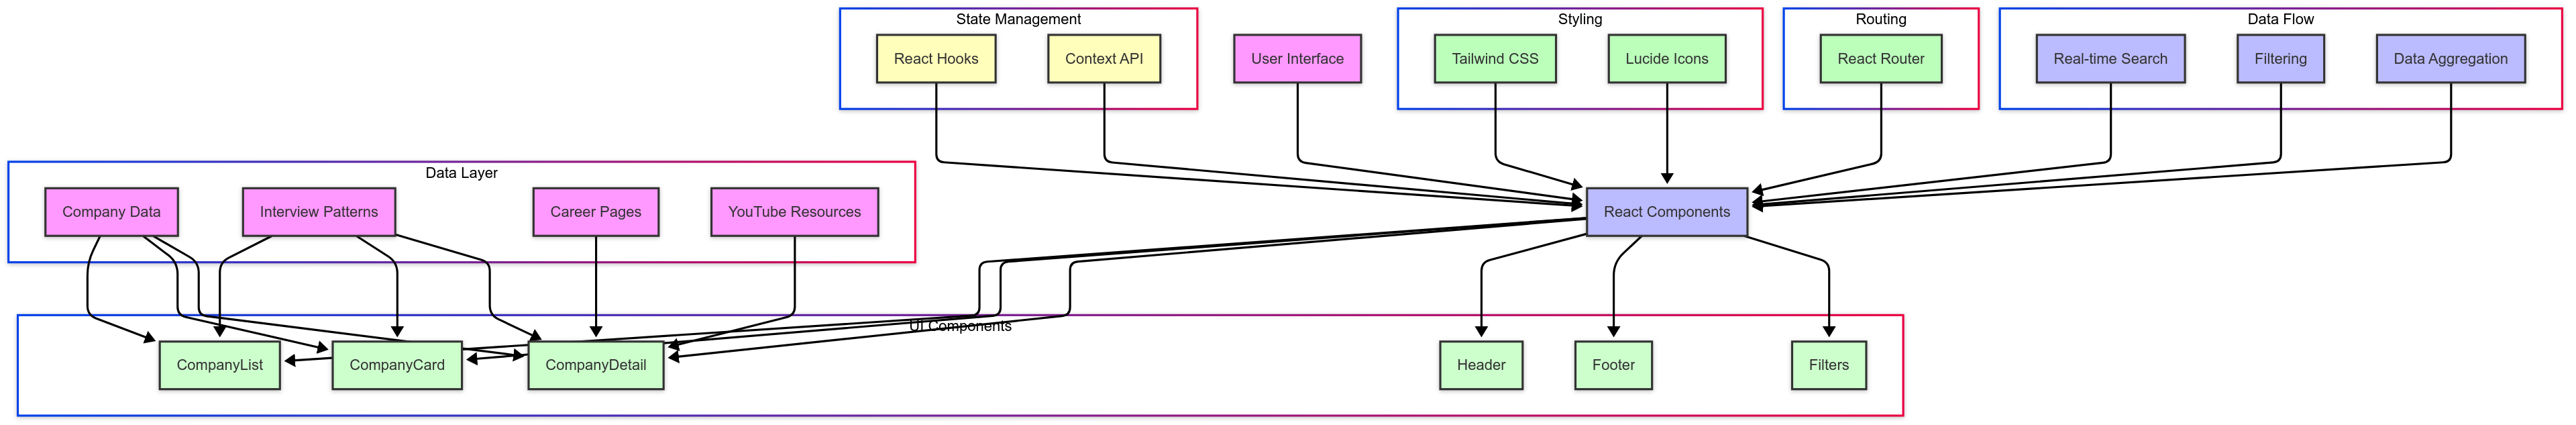 State Management
React Hooks
Context API
User Interface
Styling
Tailwind CSS
Lucide Icons
Routing
React Router
Data Flow
Real-time Search
Filtering
Data Aggregation
Data Layer
Company Data
Interview Patterns
Career Pages
YouTube Resources
React Components
UI Components
CompanyList
CompanyCard
CompanyDetail
Header
Footer
Filters